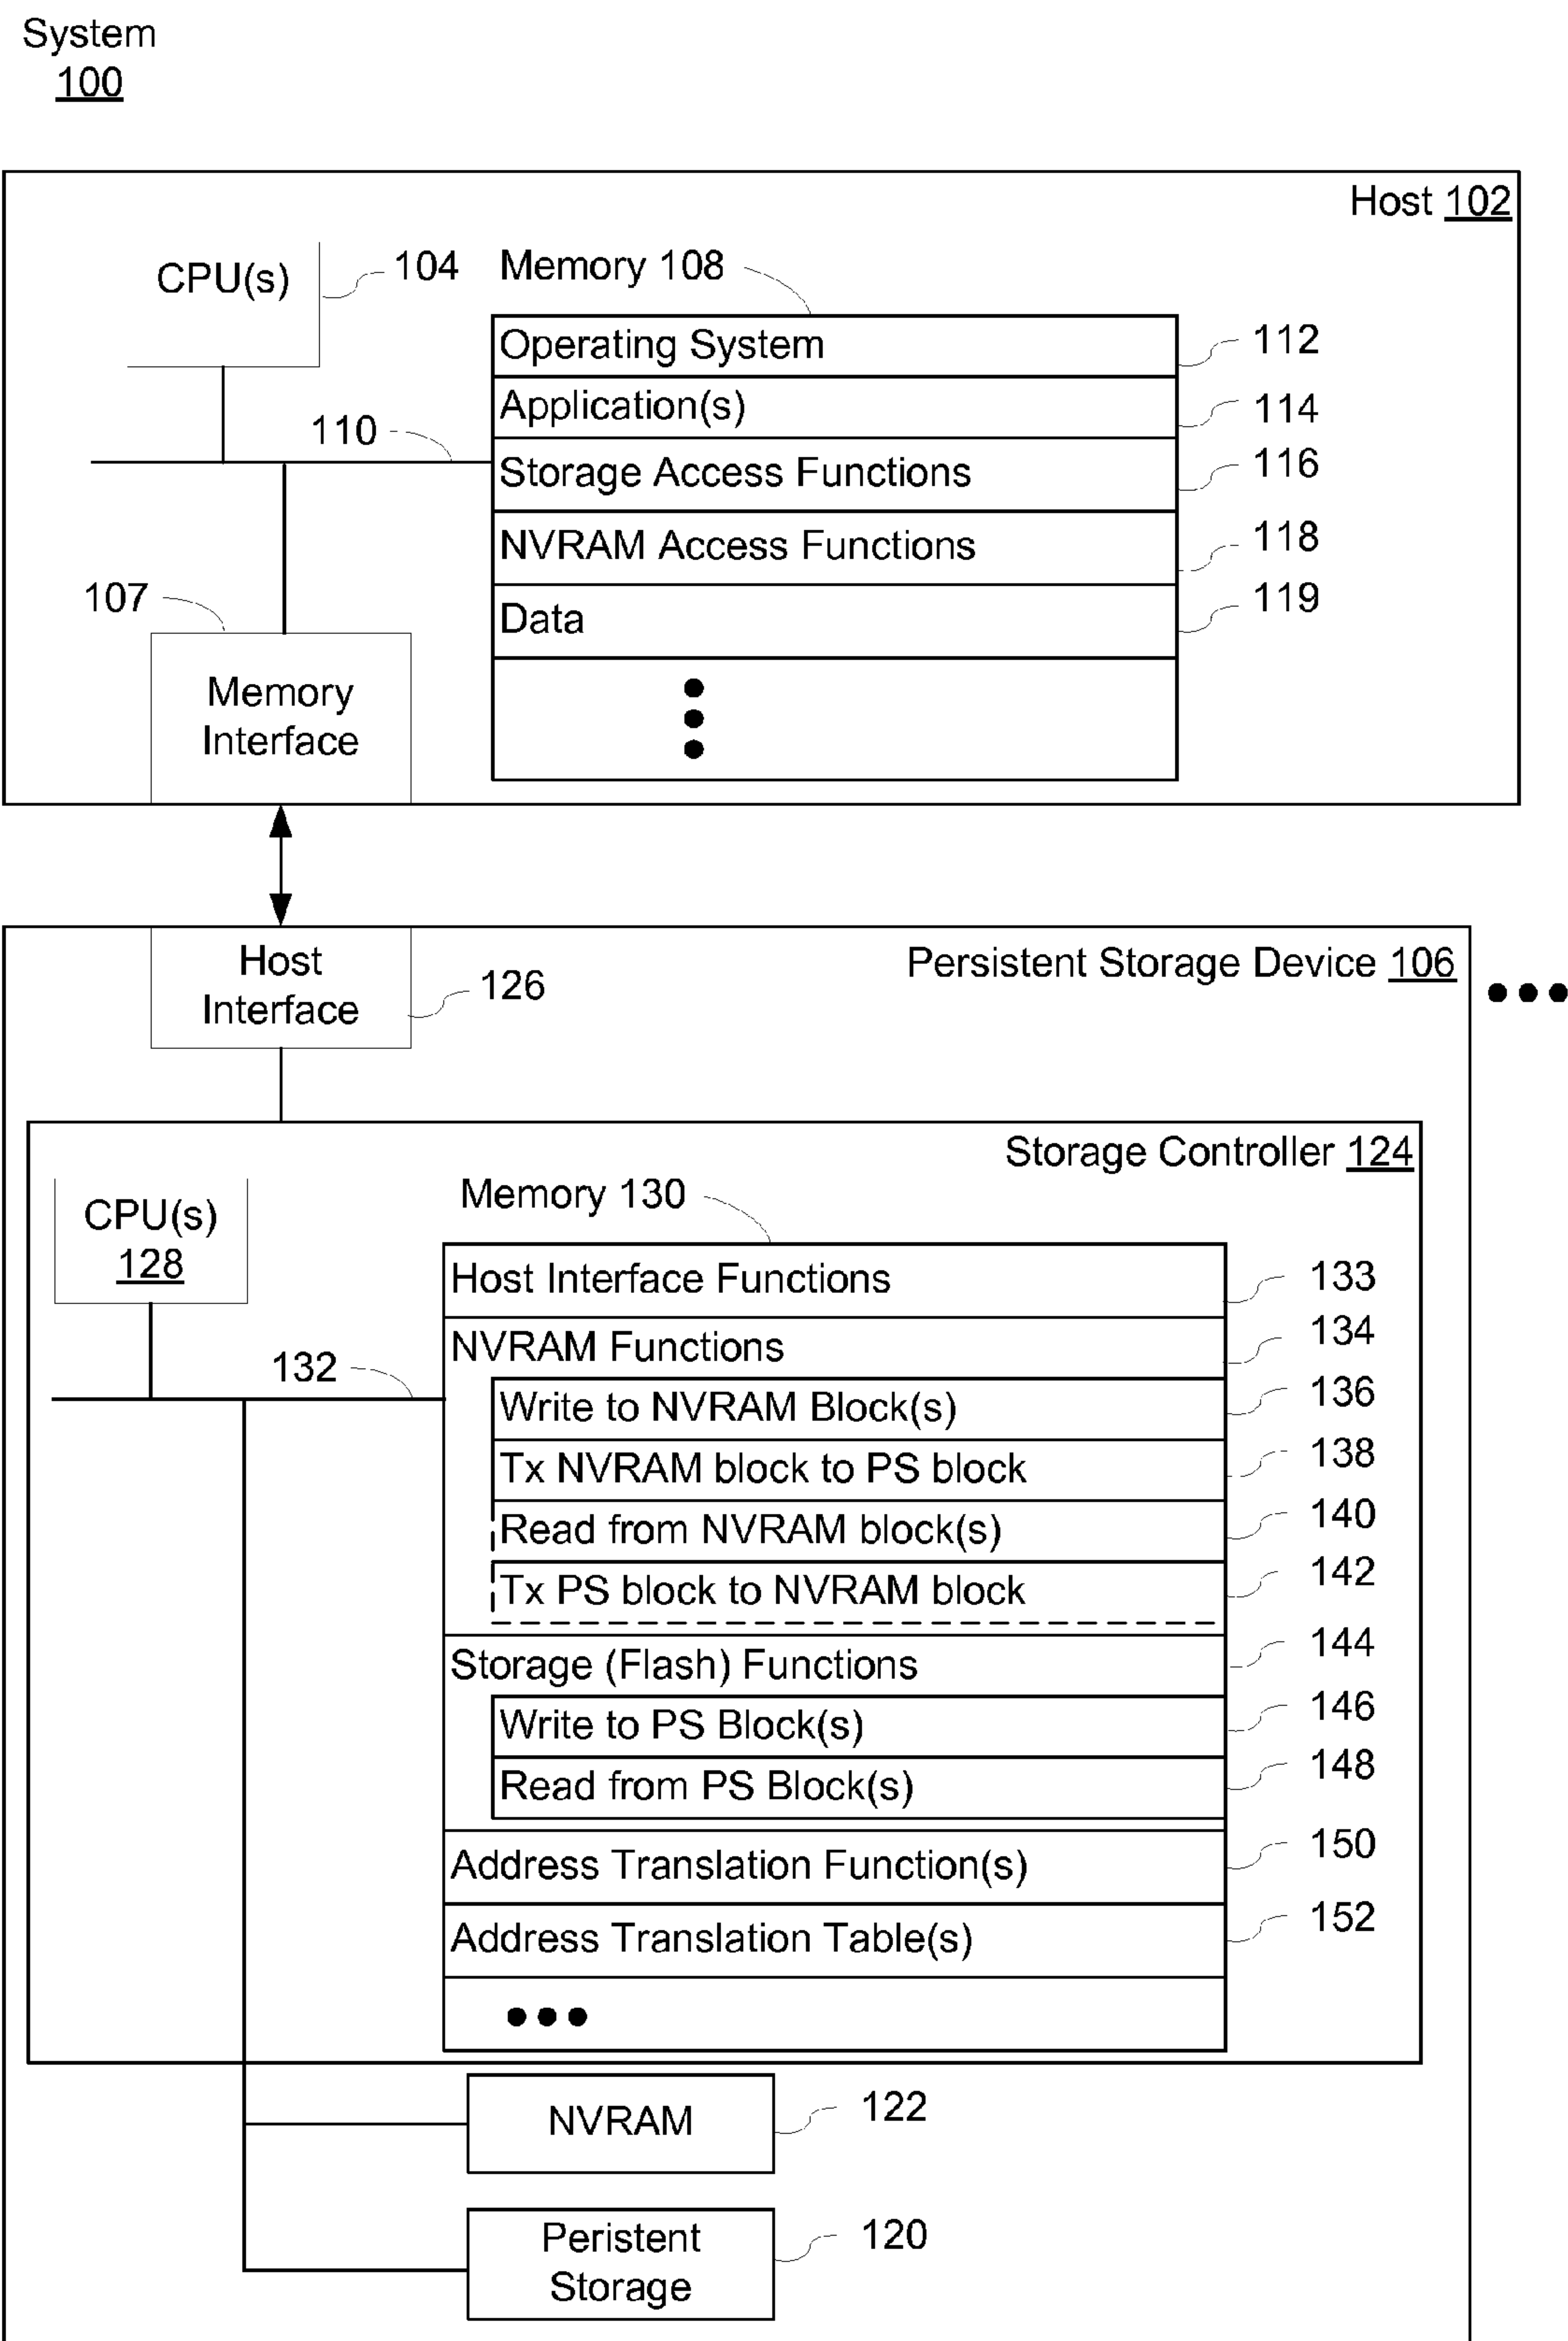 System
100
Host 102
CPU(s)
104
Memory 108
Operating System
112
Application(s)
114
110
Storage Access Functions
116
NVRAM Access Functions
118
107
Data
119
Memory
Interface
Host
Interface
126
Persistent Storage Device 106
Storage Controller 124
CPU(s)
128
Memory 130
Host Interface Functions
133
NVRAM Functions
134
132
Write to NVRAM Block(s)
136
Tx NVRAM block to PS block
138
Read from NVRAM block(s)
140
Tx PS block to NVRAM block
142
Storage (Flash) Functions
144
Write to PS Block(s)
146
Read from PS Block(s)
148
Address Translation Function(s)
150
Address Translation Table(s)
152
NVRAM
122
Peristent
Storage
120